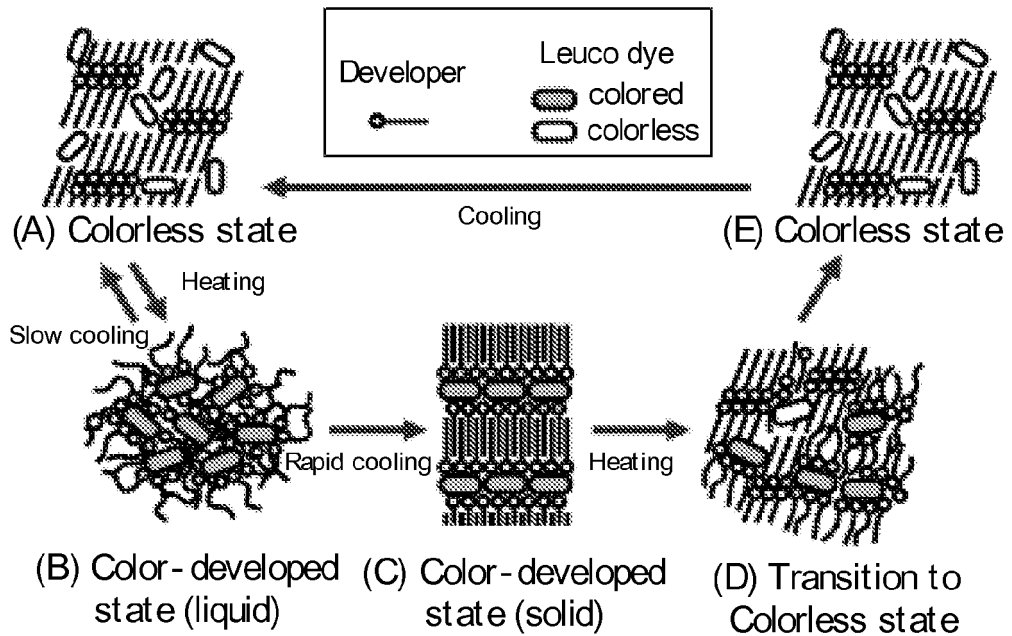 Developer
Leuco dye
colored
colorless
(A) Colorless state
Cooling
(E) Colorless state
Heating
Slow cooling
Rapid cooling
Heating
(B) Color-developed
state (liquid)
(C) Color-developed
state (solid)
(D) Transition to
Colorless state